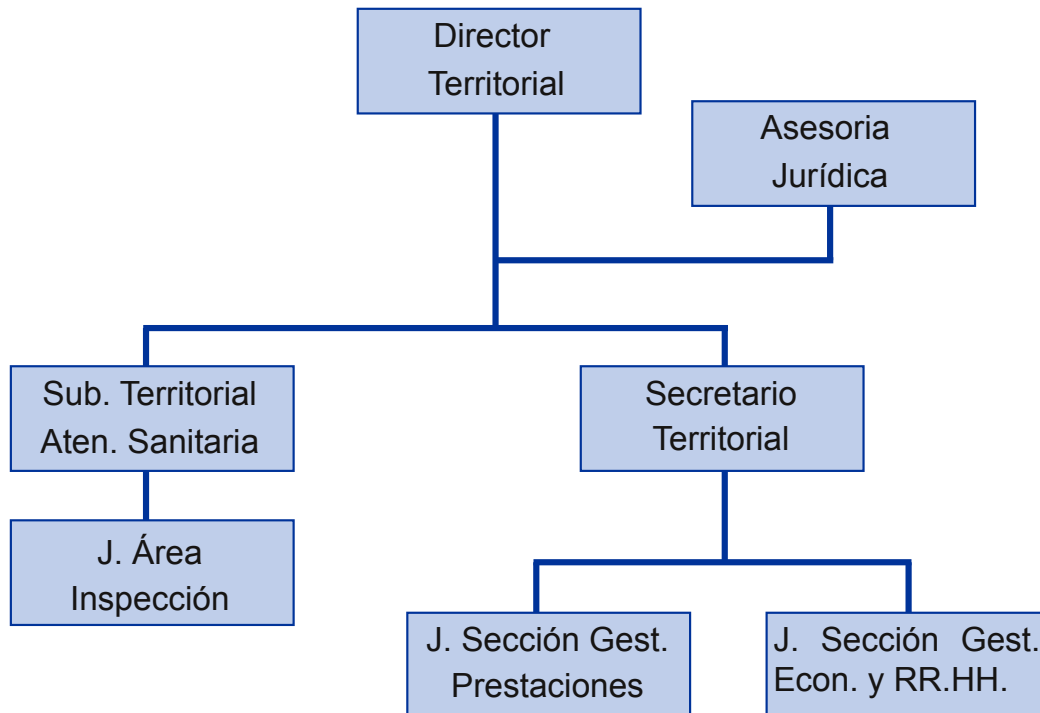 Director
Territorial
Asesoria
Jurídica
Sub. Territorial
Aten. Sanitaria
Secretario
Territorial
J. Área
Inspección
J. Sección Gest.
Prestaciones
J. Sección Gest.
Econ. y RR.HH.